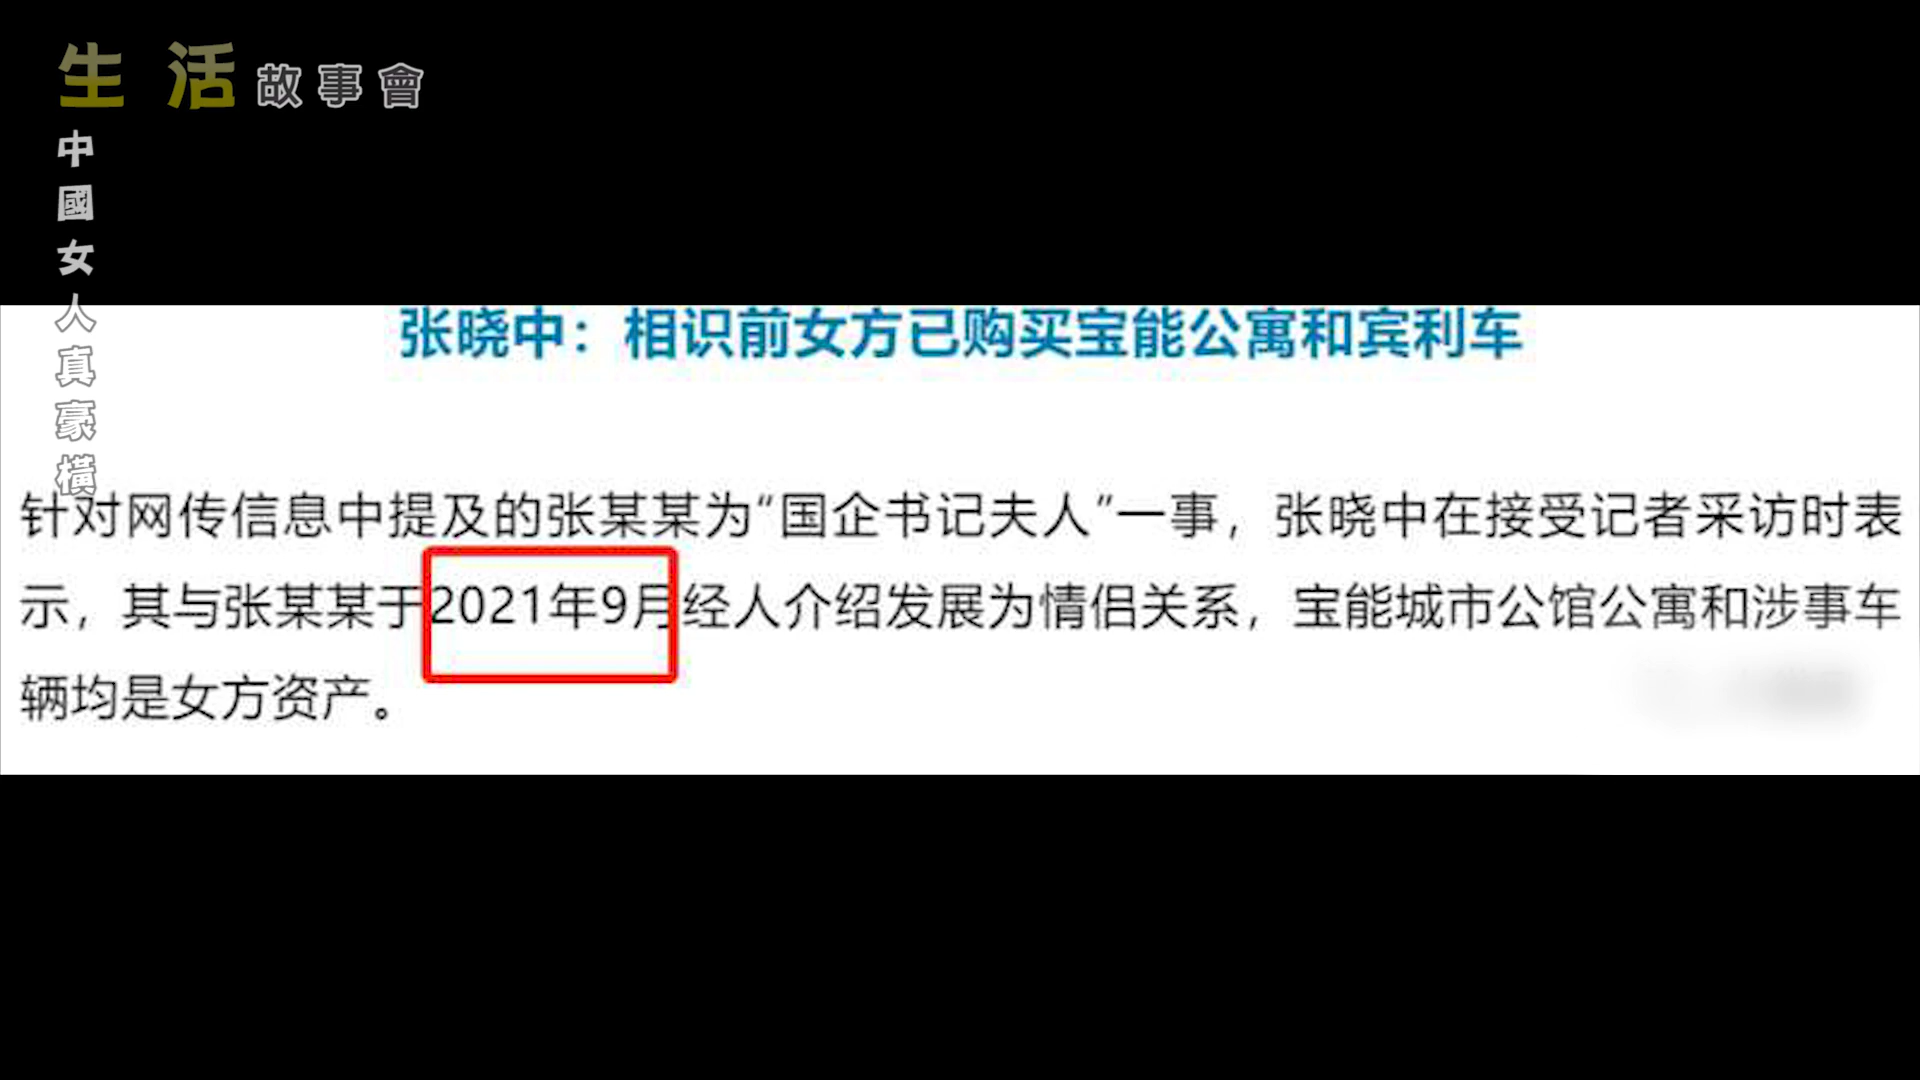 生活故事會
中國女人真豪橫
张晓中：相识前女方已购买宝能公寓和宾利车
针对网传信息中提及的张某某为“国企书记夫人”一事，张晓中在接受记者采访时表
示，其与张某某于2021年9月经人介绍发展为情侣关系，宝能城市公馆公寓和涉事车
辆均是女方资产。